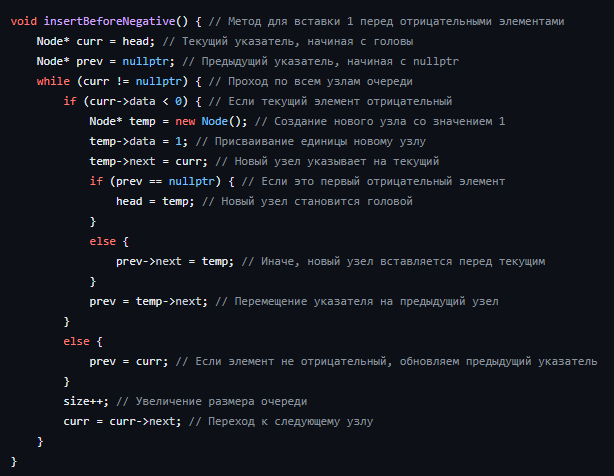 void insertBeforeNegative() { // Метод для вставки 1 перед отрицательными элементами
    Node* curr = head; // Текущий указатель, начиная с головы
    Node* prev = nullptr; // Предыдущий указатель, начиная с nullptr
    while (curr != nullptr) { // Проход по всем узлам очереди
        if (curr->data < 0) { // Если текущий элемент отрицательный
            Node* temp = new Node(); // Создание нового узла со значением 1
            temp->data = 1; // Присваивание единицы новому узлу
            temp->next = curr; // Новый узел указывает на текущий
            if (prev == nullptr) { // Если это первый отрицательный элемент
                head = temp; // Новый узел становится головой
            }
            else {
                prev->next = temp; // Иначе, новый узел вставляется перед текущим
            }
            prev = temp->next; // Перемещение указателя на предыдущий узел
        }
        else {
            prev = curr; // Если элемент не отрицательный, обновляем предыдущий указатель
        }
        size++; // Увеличение размера очереди
        curr = curr->next; // Переход к следующему узлу
    }
}